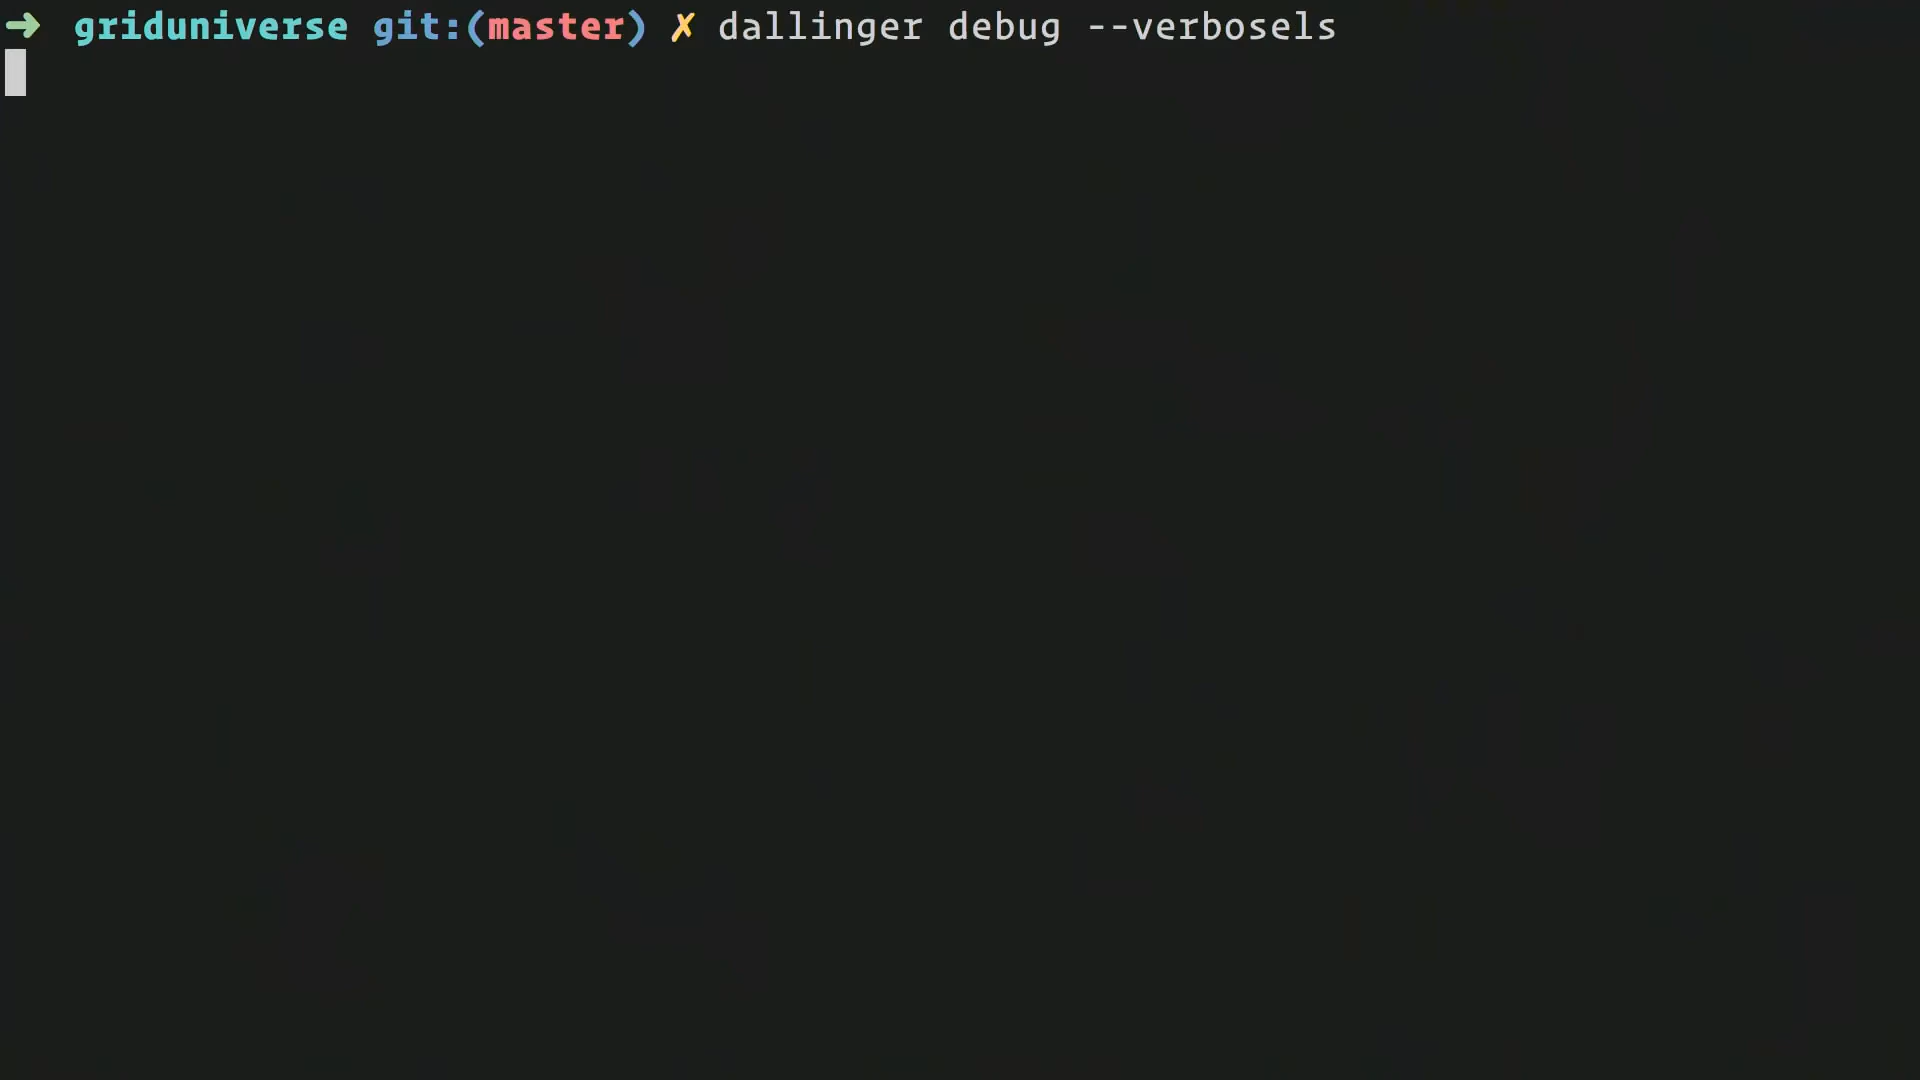 ➜ griduniverse git:(master) ✗ dallinger debug --verbosels